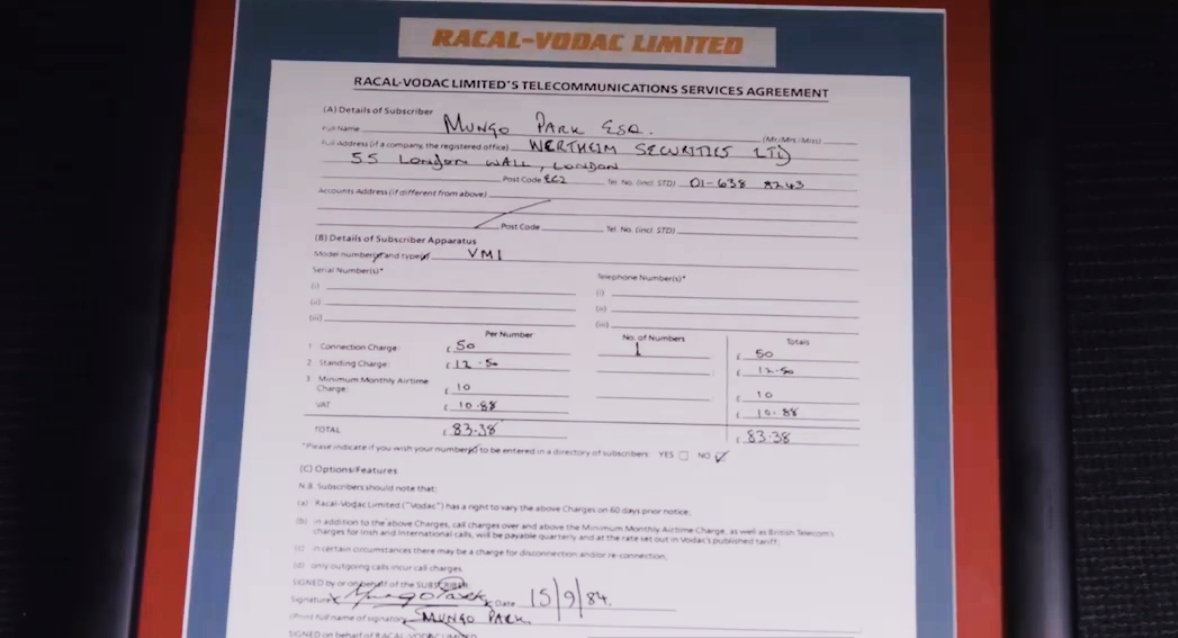 RACAL-VODAC LIMITED
RACAL-VODAC LIMITED'S TELECOMMUNICATIONS SERVICES AGREEMENT
(A) Details of Subscriber
Full Name MUNGO PARK ESQ. (Mr/Mrs/Miss)
Full Address (if a company, the registered office) WERTHEIM SECURITIES LTD
55 London WALL, LONDON
Post Code EC2 Tel. No. (incl. STD) 01-638 8243
Accounts Address (if different from above)
Post Code Tel. No. (incl. STD)
(B) Details of Subscriber Apparatus
Model number(s) and type(s) VM1
Serial Number(s)* Telephone Number(s)*
(i) (i)
(ii) (ii)
(iii) (iii)
Per Number No. of Numbers Totals
1 Connection Charge: £ 50 1 £ 50
2 Standing Charge: £ 12.50 £ 12.50
3 Minimum Monthly Airtime
Charge: £ 10 £ 10
VAT £ 10.88 £ 10.88
TOTAL £ 83.38 £ 83.38
*Please indicate if you wish your number(s) to be entered in a directory of subscribers: YES NO ✓
(C) Options/Features
N.B. Subscribers should note that:
(a) Racal-Vodac Limited ("Vodac") has a right to vary the above Charges on 60 days prior notice;
(b) in addition to the above Charges, call charges over and above the Minimum Monthly Airtime Charge, as well as British Telecom's
charges for Irish and International calls, will be payable quarterly and at the rate set out in Vodac's published tariff;
(c) in certain circumstances there may be a charge for disconnection and/or re-connection;
(d) only outgoing calls incur call charges.
SIGNED by or on behalf of the SUBSCRIBER:
Signature x Mungo Park x Date 15/9/84.
(Print full name of signatory) MUNGO PARK
SIGNED on behalf of RACAL-VODAC LIMITED